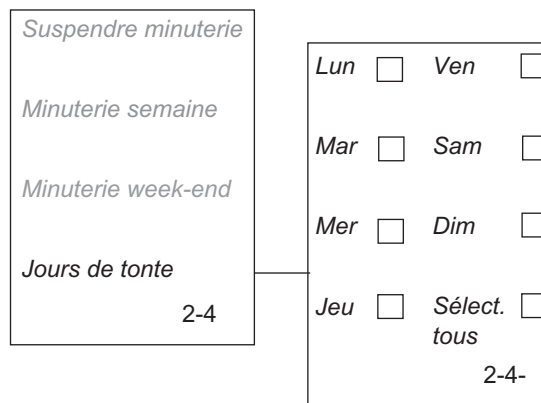 Suspendre minuterie
Minuterie semaine
Minuterie week-end
Jours de tonte
2-4
Lun
Ven
Mar
Sam
Mer
Dim
Jeu
Sélect.
tous
2-4-